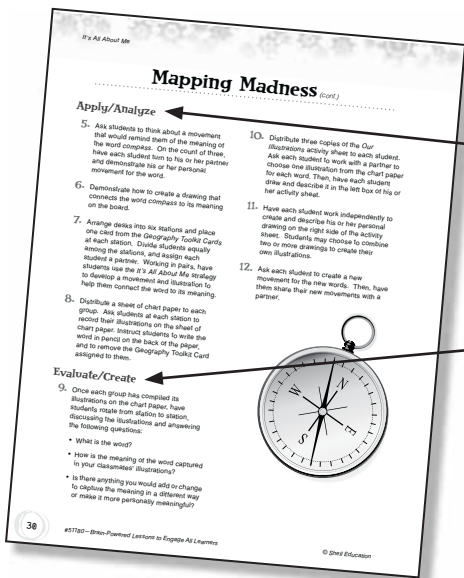 It's All About Me
Mapping Madness (cont.)
Apply/Analyze
5. Ask students to think about a movement
that would remind them of the meaning of
the word compass. On the count of three,
have each student turn to his or her partner
and demonstrate his or her personal
movement for the word.
6. Demonstrate how to create a drawing that
connects the word compass to its meaning
on the board.
7. Arrange desks into six stations and place
one card from the Geography Toolkit Cards
at each station. Divide students equally
among the stations, and assign each
student a partner. Working in pairs, have
students use the It's All About Me strategy
to develop a movement and illustration to
help them connect the word to its meaning.
8. Distribute a sheet of chart paper to each
group. Ask students at each station to
record their illustrations on the sheet of
chart paper. Instruct students to write the
word in pencil on the back of the paper,
and to remove the Geography Toolkit Card
assigned to them.
Evaluate/Create
9. Once each group has compiled its
illustrations on the chart paper, have
students rotate from station to station,
discussing the illustrations and answering
the following questions:
• What is the word?
• How is the meaning of the word captured
in your classmates' illustrations?
• Is there anything you would add or change
to capture the meaning in a different way
or make it more personally meaningful?
10. Distribute three copies of the Our
Illustrations activity sheet to each student.
Ask each student to work with a partner to
choose one illustration from the chart paper
for each word. Then, have each student
draw and describe it in the left box of his or
her activity sheet.
11. Have each student work independently to
create and describe his or her personal
drawing on the right side of the activity
sheet. Students may choose to combine
two or more drawings to create their
own illustrations.
12. Ask each student to create a new
movement for the words. Then, have
them share their new movements with a
partner.
N
W
E
S
30
#57180—Brain-Powered Lessons to Engage All Learners
© Shell Education